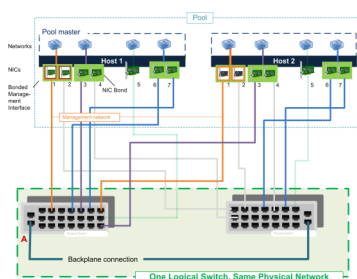 Pool
Pool master
Networks
Host 1
Host 2
NICs
NIC Bond
Bonded
Manage-
ment
Interface
1 2 3 4 5 6 7
1 2 3 4 5 6 7
Management network
A
Backplane connection
One Logical Switch, Same Physical Network